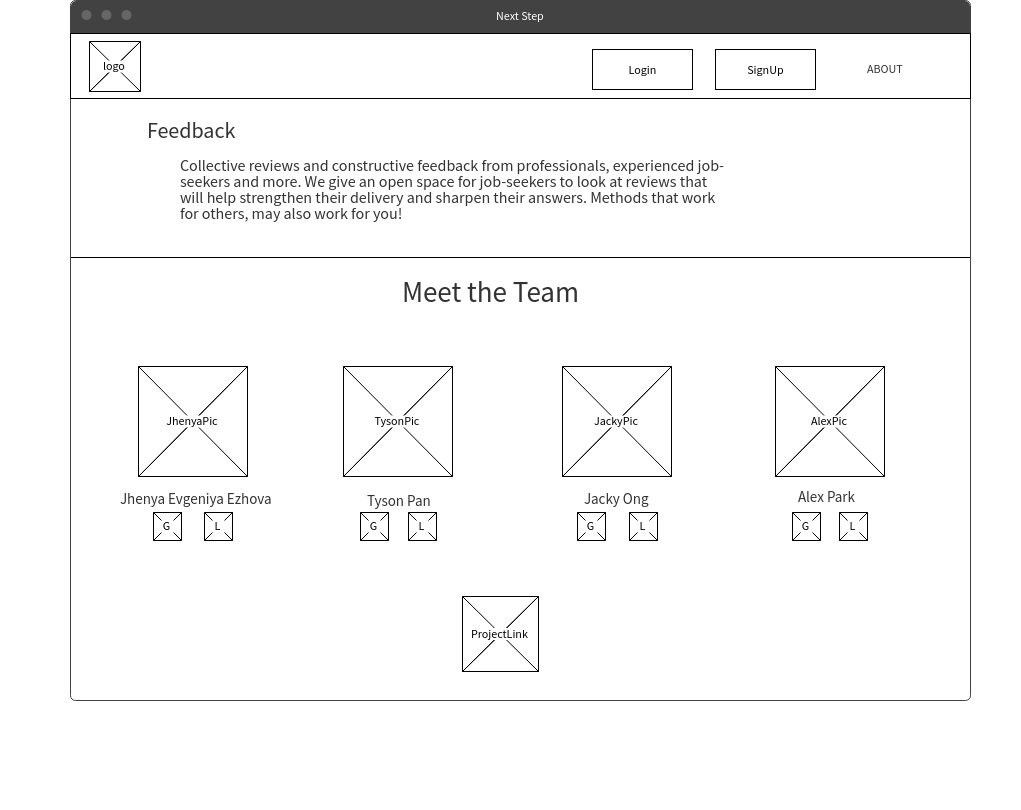 Next Step
logo
Login
SignUp
ABOUT
Feedback
Collective reviews and constructive feedback from professionals, experienced job-
seekers and more. We give an open space for job-seekers to look at reviews that
will help strengthen their delivery and sharpen their answers. Methods that work
for others, may also work for you!
Meet the Team
JhenyaPic
TysonPic
JackyPic
AlexPic
Jhenya Evgeniya Ezhova
Tyson Pan
Jacky Ong
Alex Park
G
L
G
L
G
L
G
L
ProjectLink